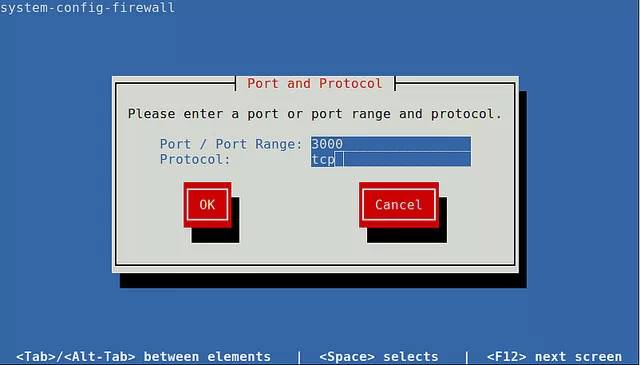 system-config-firewall
Port and Protocol
Please enter a port or port range and protocol.
Port / Port Range: 3000
Protocol: tcp
OK Cancel
<Tab>/<Alt-Tab> between elements | <Space> selects | <F12> next screen